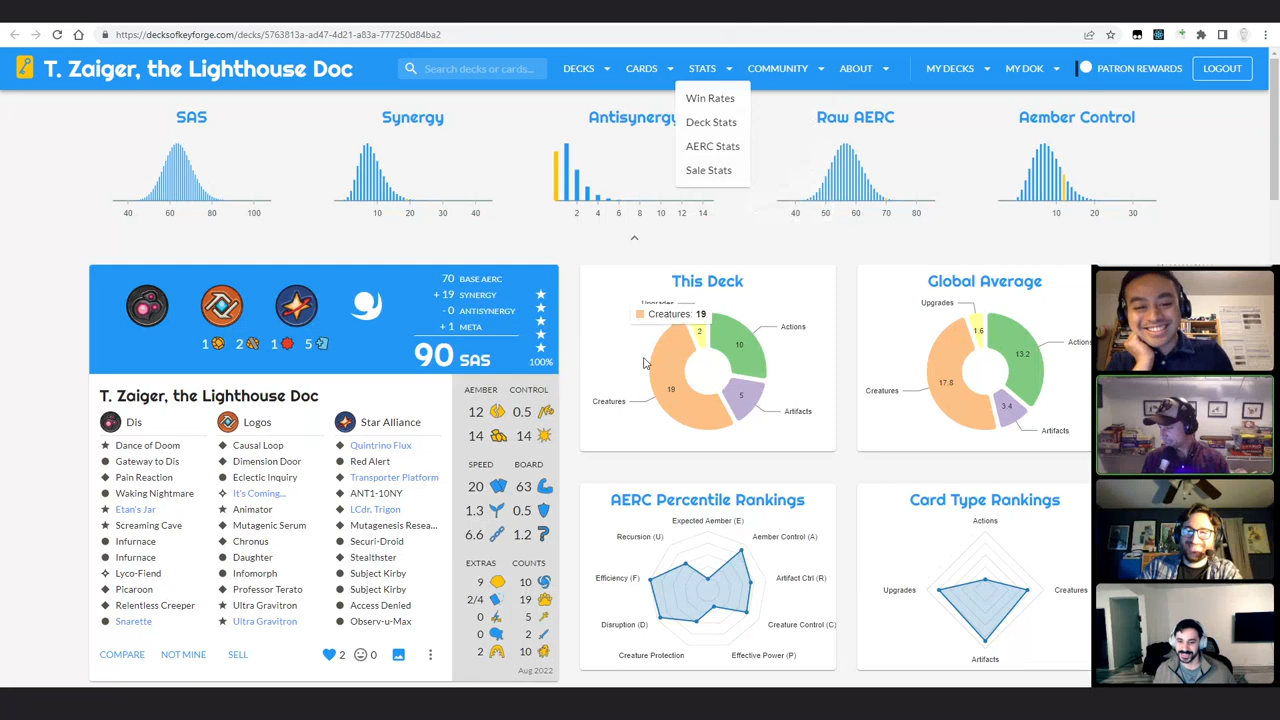 https://decksofkeyforge.com/decks/5763813a-ad47-4d21-a83a-777250d84ba2
T. Zaiger, the Lighthouse Doc
Search decks or cards...
DECKS
CARDS
STATS
COMMUNITY
ABOUT
MY DECKS
MY DOK
PATRON REWARDS
LOGOUT
Win Rates
Deck Stats
AERC Stats
Sale Stats
SAS
40 60 80 100
Synergy
10 20 30 40
Antisynergy
2 4 6 8 10 12 14
Raw AERC
40 50 60 70 80
Aember Control
10 20 30
70 BASE AERC
+ 19 SYNERGY
- 0 ANTISYNERGY
+ 1 META
90 SAS
100%
1 2 1 5
T. Zaiger, the Lighthouse Doc
Dis
Dance of Doom
Gateway to Dis
Pain Reaction
Waking Nightmare
Etan's Jar
Screaming Cave
Infurnace
Infurnace
Lyco-Fiend
Picaroon
Relentless Creeper
Snarette
Logos
Causal Loop
Dimension Door
Eclectic Inquiry
It's Coming...
Animator
Mutagenic Serum
Chronus
Daughter
Infomorph
Professor Terato
Ultra Gravitron
Ultra Gravitron
Star Alliance
Quintrino Flux
Red Alert
Transporter Platform
ANT1-10NY
LCdr. Trigon
Mutagenesis Resea...
Securi-Droid
Stealthster
Subject Kirby
Subject Kirby
Access Denied
Observ-u-Max
COMPARE
NOT MINE
SELL
2
0
AEMBER CONTROL
12 0.5
14 14
SPEED BOARD
20 63
1.3 0.5
6.6 1.2
EXTRAS COUNTS
9 10
2/4 19
0 5
0 2
2 10
Aug 2022
This Deck
Upgrades
Creatures: 19
2
Actions
10
19
5
Creatures
Artifacts
Global Average
Upgrades
1.6
Actions
13.2
Creatures
17.8
3.4
Artifacts
AERC Percentile Rankings
Expected Aember (E)
Recursion (U)
Aember Control (A)
Efficiency (F)
Artifact Ctrl (R)
Disruption (D)
Creature Control (C)
Creature Protection
Effective Power (P)
Card Type Rankings
Actions
Upgrades
Creatures
Artifacts